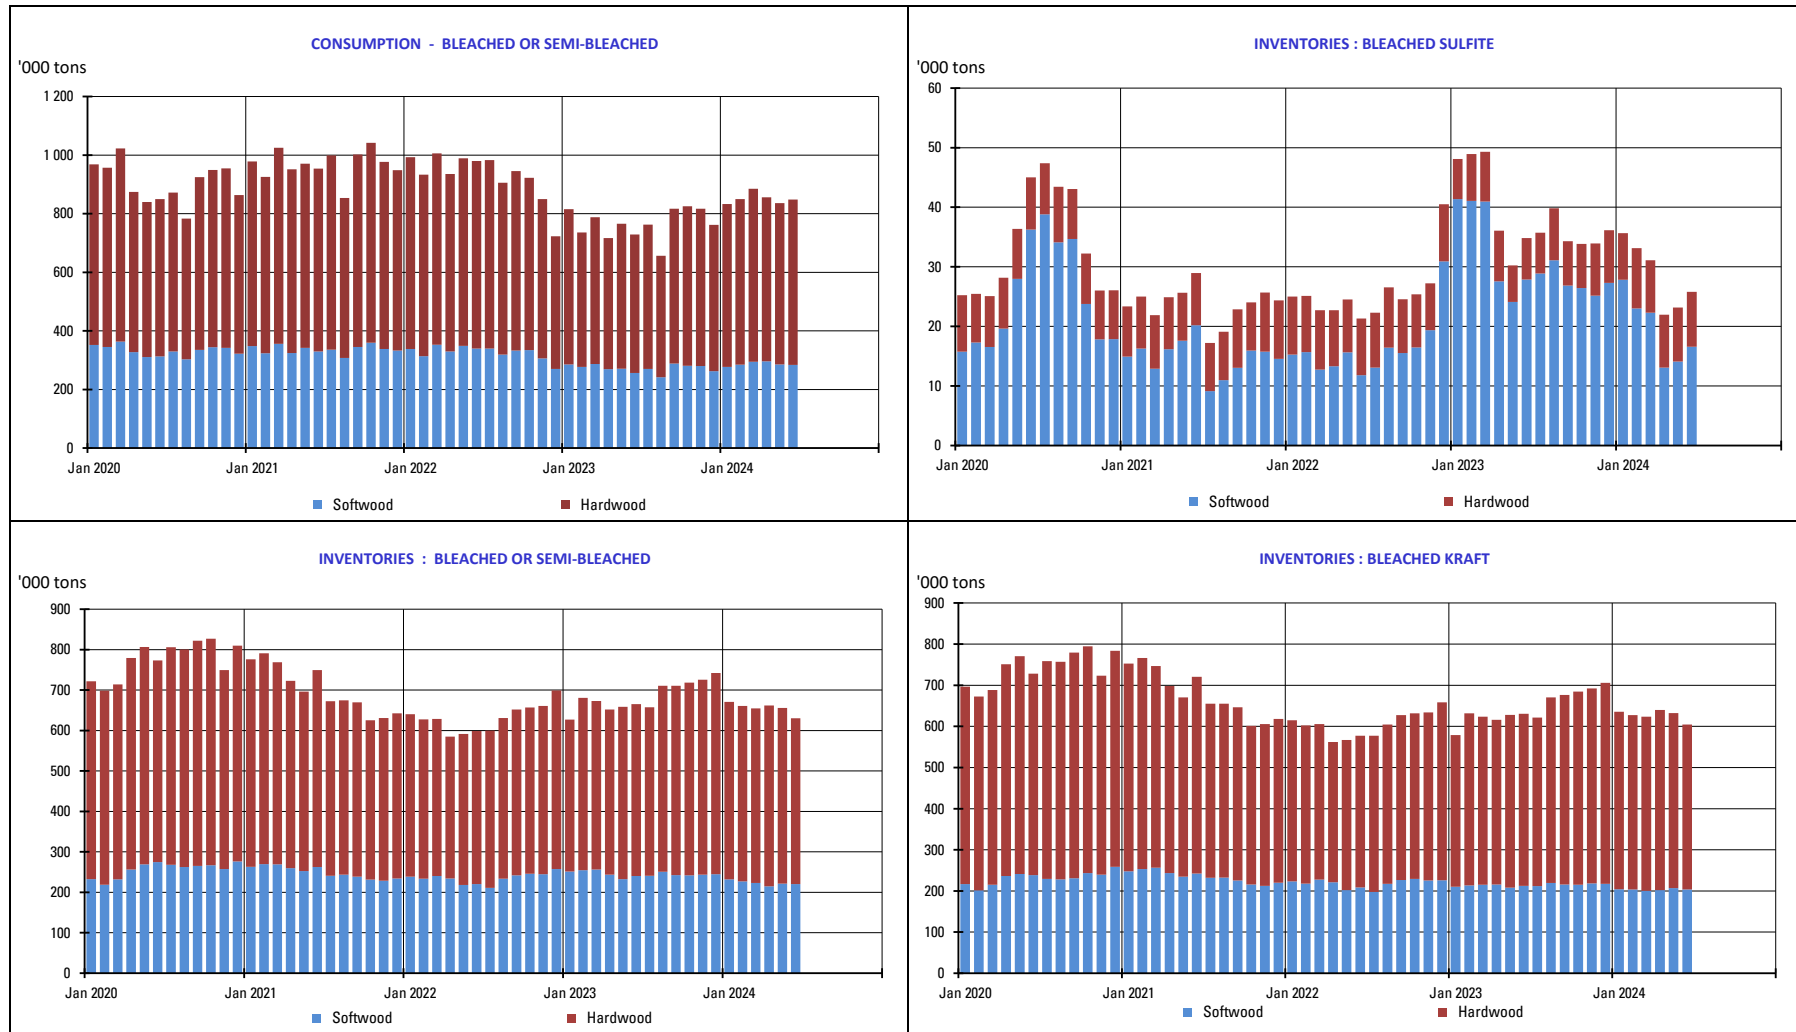 CONSUMPTION - BLEACHED OR SEMI-BLEACHED
'000 tons
1 200
1 000
800
600
400
200
0
Jan 2020 Jan 2021 Jan 2022 Jan 2023 Jan 2024
Softwood Hardwood
INVENTORIES : BLEACHED SULFITE
'000 tons
60
50
40
30
20
10
0
Jan 2020 Jan 2021 Jan 2022 Jan 2023 Jan 2024
Softwood Hardwood
INVENTORIES : BLEACHED OR SEMI-BLEACHED
'000 tons
900
800
700
600
500
400
300
200
100
0
Jan 2020 Jan 2021 Jan 2022 Jan 2023 Jan 2024
Softwood Hardwood
INVENTORIES : BLEACHED KRAFT
'000 tons
900
800
700
600
500
400
300
200
100
0
Jan 2020 Jan 2021 Jan 2022 Jan 2023 Jan 2024
Softwood Hardwood